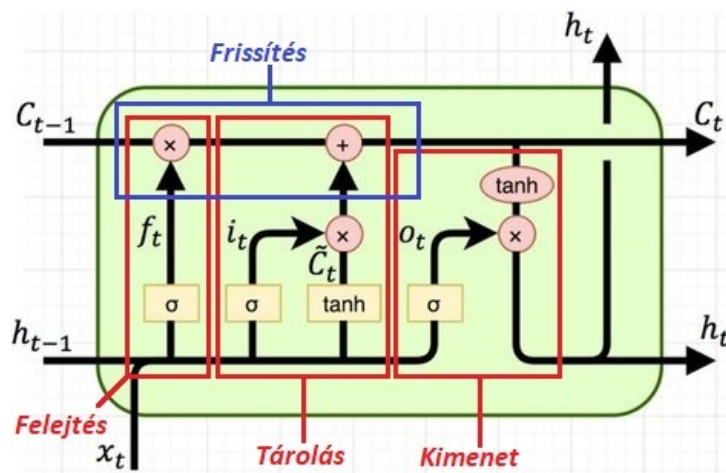 h_t
Frissítés
C_{t-1}
C_t
×
+
tanh
f_t
i_t
×
o_t
×
C̃_t
σ
σ
tanh
σ
h_{t-1}
h_t
Felejtés
Tárolás
Kimenet
x_t